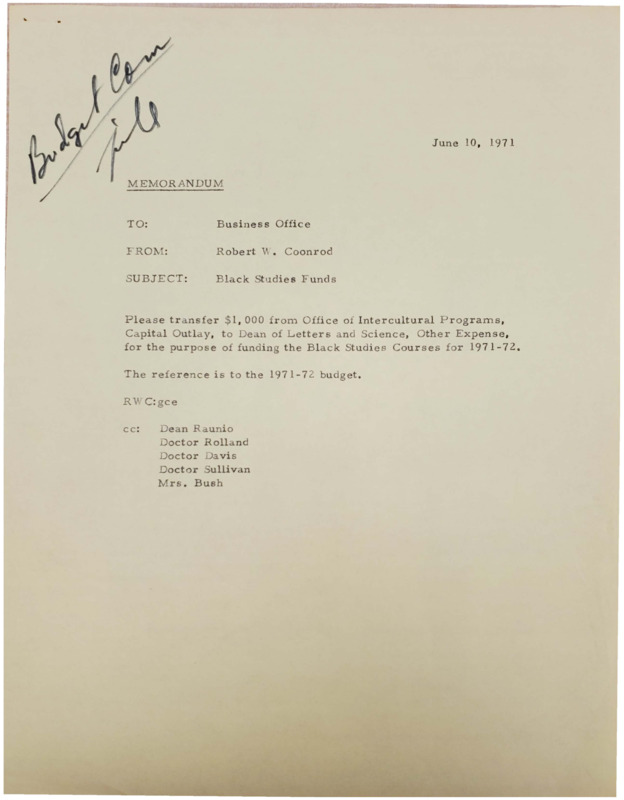 Budget Com
file
June 10, 1971
MEMORANDUM
TO: Business Office
FROM: Robert W. Coonrod
SUBJECT: Black Studies Funds
Please transfer $1,000 from Office of Intercultural Programs,
Capital Outlay, to Dean of Letters and Science, Other Expense,
for the purpose of funding the Black Studies Courses for 1971-72.
The reference is to the 1971-72 budget.
RWC:gce
cc: Dean Raunio
Doctor Rolland
Doctor Davis
Doctor Sullivan
Mrs. Bush